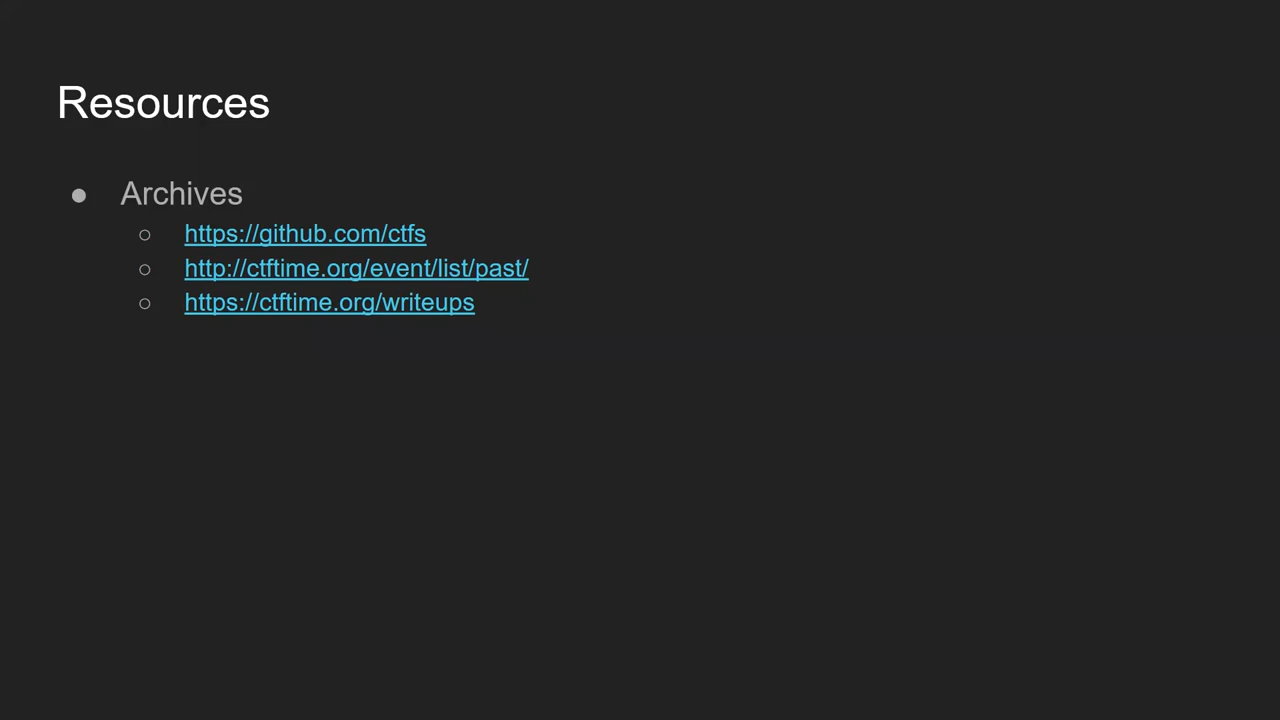 Resources
● Archives
○ https://github.com/ctfs
○ http://ctftime.org/event/list/past/
○ https://ctftime.org/writeups